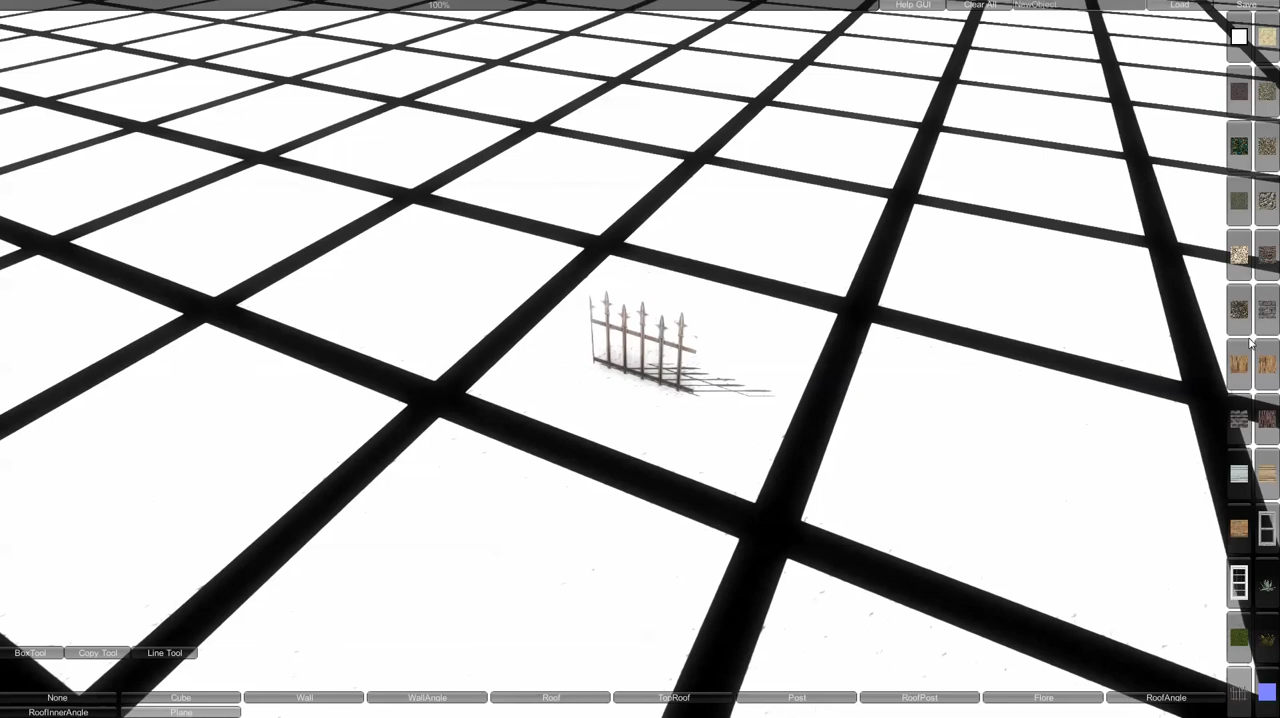 100% Help GUI Clear All NewObject Load Save
BoxTool Copy Tool Line Tool
None Cube Wall WallAngle Roof TopRoof Post RoofPost Flore RoofAngle
RoofInnerAngle Plane